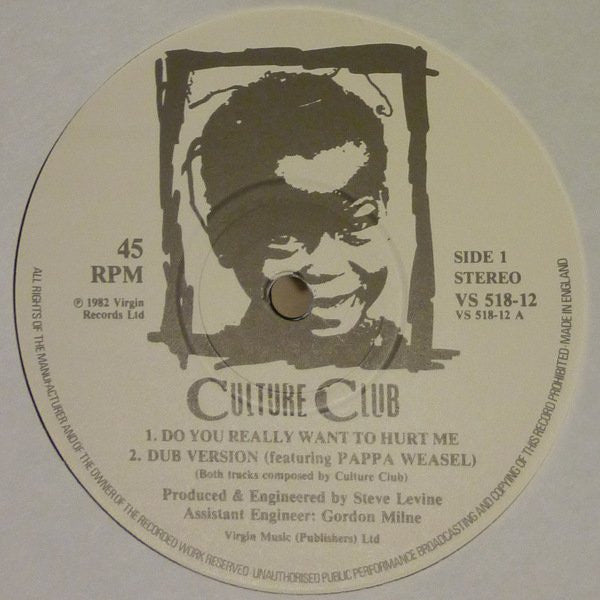 45
RPM
℗ 1982 Virgin
Records Ltd
SIDE 1
STEREO
VS 518-12
VS 518-12 A
CULTURE CLUB
1. DO YOU REALLY WANT TO HURT ME
2. DUB VERSION (featuring PAPPA WEASEL)
(Both tracks composed by Culture Club)
Produced & Engineered by Steve Levine
Assistant Engineer: Gordon Milne
Virgin Music (Publishers) Ltd
ALL RIGHTS OF THE MANUFACTURER AND OF THE OWNER OF THE RECORDED WORK RESERVED · UNAUTHORISED PUBLIC PERFORMANCE BROADCASTING AND COPYING OF THIS RECORD PROHIBITED · MADE IN ENGLAND